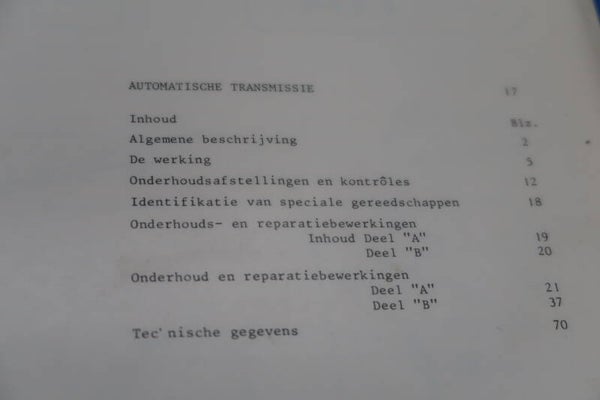 AUTOMATISCHE TRANSMISSIE 17
Inhoud Blz.
Algemene beschrijving 2
De werking 5
Onderhoudsafstellingen en kontrôles 12
Identifikatie van speciale gereedschappen 18
Onderhouds- en reparatiebewerkingen
Inhoud Deel "A" 19
Deel "B" 20
Onderhoud en reparatiebewerkingen
Deel "A" 21
Deel "B" 37
Tec'nische gegevens 70